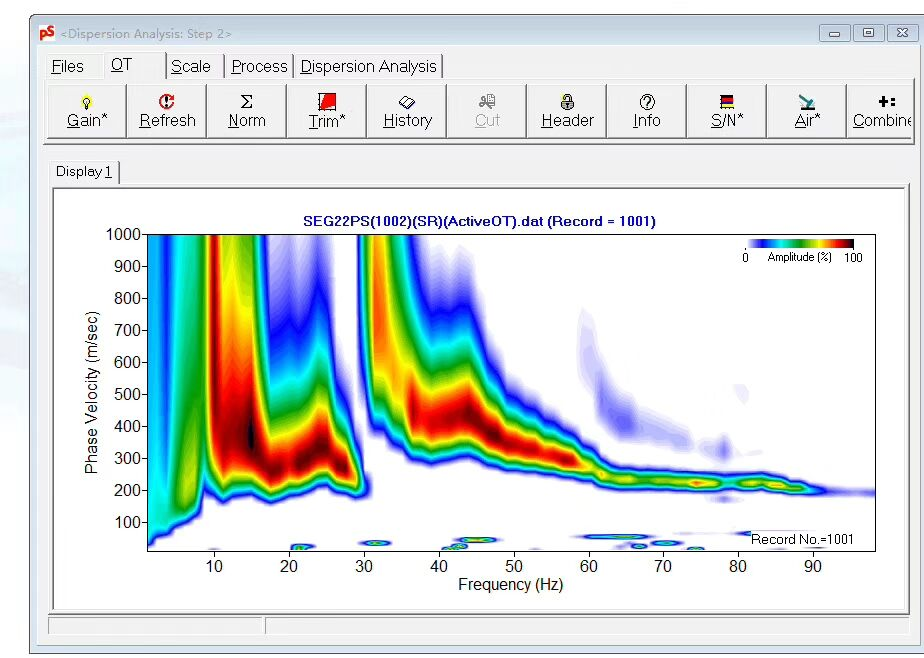 pS <Dispersion Analysis: Step 2>
Files OT Scale Process Dispersion Analysis
Gain* Refresh Norm Trim* History Cut Header Info S/N* Air* Combine
Display 1
SEG22PS(1002)(SR)(ActiveOT).dat (Record = 1001)
0 Amplitude (%) 100
Phase Velocity (m/sec)
1000
900
800
700
600
500
400
300
200
100
Record No.=1001
10 20 30 40 50 60 70 80 90
Frequency (Hz)